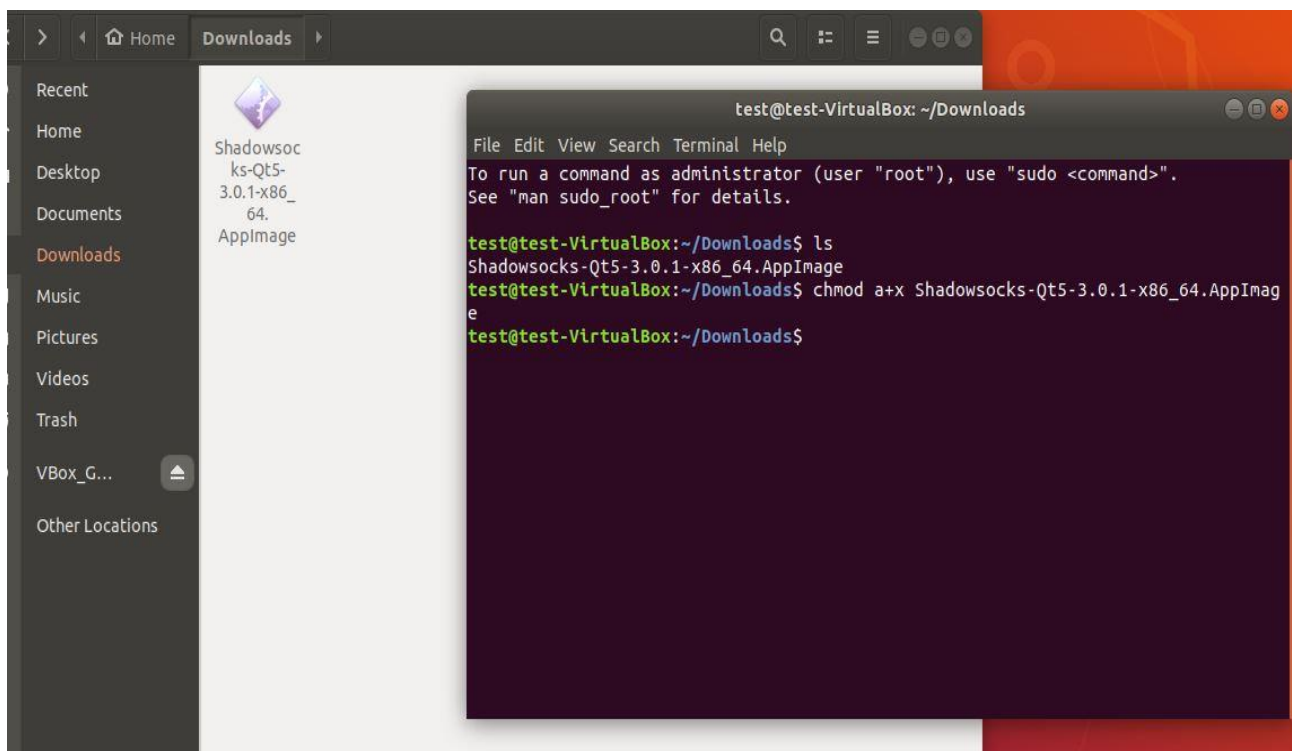 Home
Downloads
Recent
Home
Desktop
Documents
Downloads
Music
Pictures
Videos
Trash
VBox_G...
Other Locations
Shadowsoc
ks-Qt5-
3.0.1-x86_
64.
AppImage
test@test-VirtualBox: ~/Downloads
File Edit View Search Terminal Help
To run a command as administrator (user "root"), use "sudo <command>".
See "man sudo_root" for details.
test@test-VirtualBox:~/Downloads$ ls
Shadowsocks-Qt5-3.0.1-x86_64.AppImage
test@test-VirtualBox:~/Downloads$ chmod a+x Shadowsocks-Qt5-3.0.1-x86_64.AppImag
e
test@test-VirtualBox:~/Downloads$